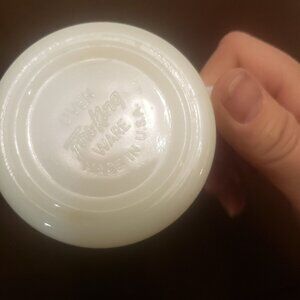 OVEN
Fire-King
WARE
MADE IN U.S.A.